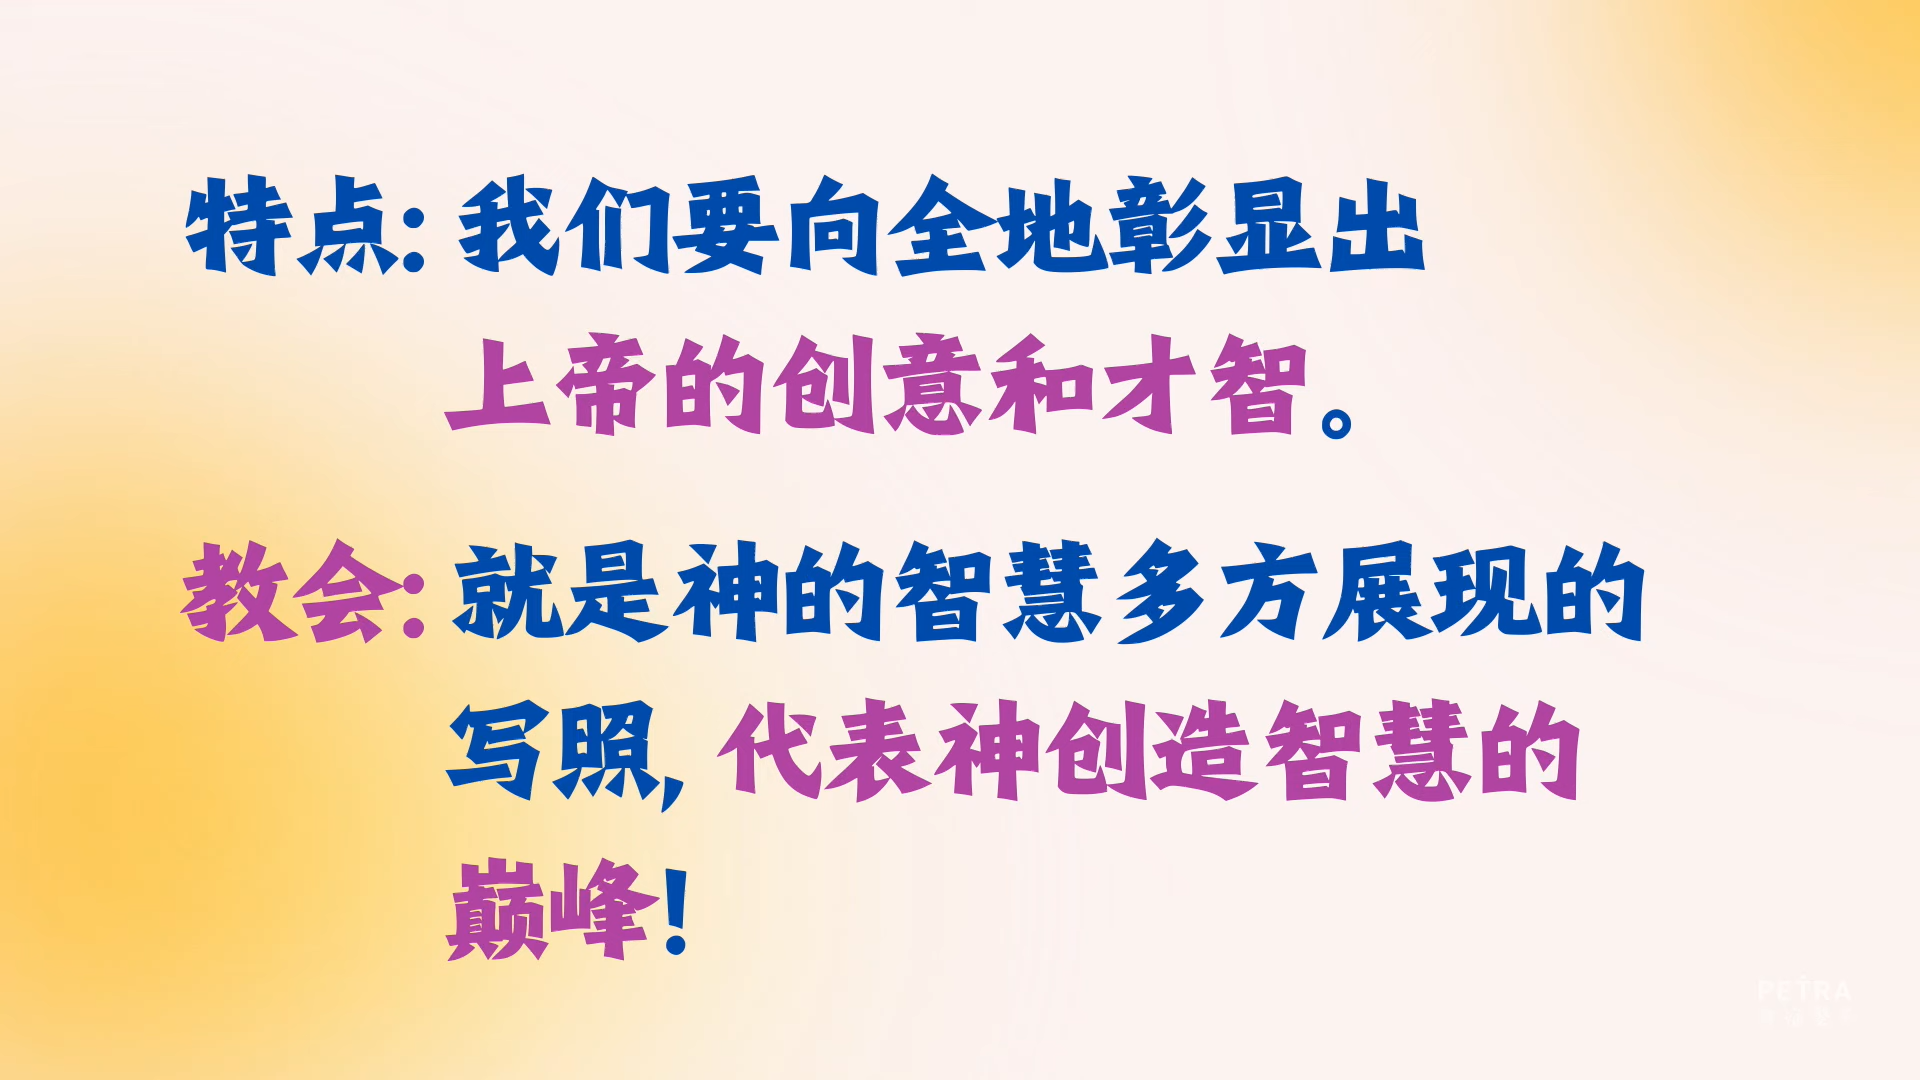 特点: 我们要向全地彰显出
上帝的创意和才智。
教会: 就是神的智慧多方展现的
写照, 代表神创造智慧的
巅峰!
PETRA